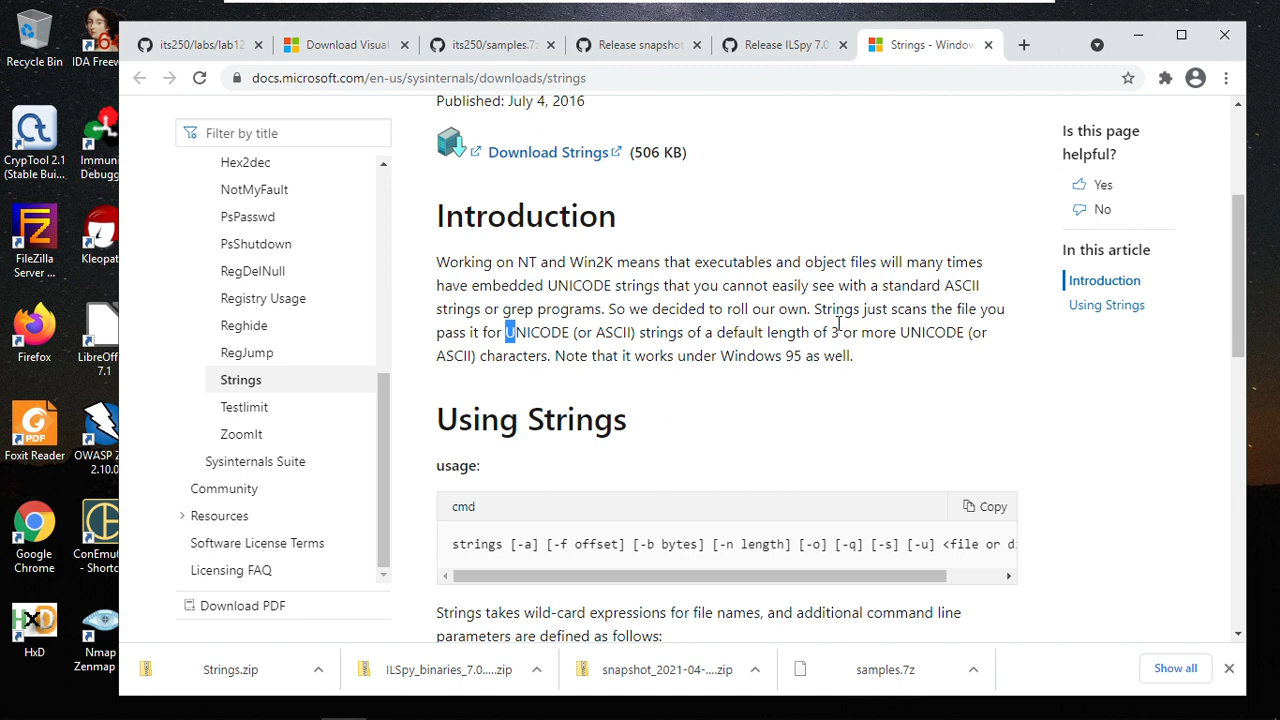 Recycle Bin
IDA Freew
CrypTool 2.1
(Stable Bui...
Immuni
Debugg
FileZilla
Server ...
Kleopat
Firefox
LibreOff
7.1
Foxit Reader
OWASP Z
2.10.0
Google
Chrome
ConEmu
- Shortc
HxD
HxD
Nmap
Zenmap
its250/labs/lab12
Download Visual
its250/samples.7z
Release snapshot
Release ILSpy 7.0
Strings - Window
docs.microsoft.com/en-us/sysinternals/downloads/strings
Filter by title
Hex2dec
NotMyFault
PsPasswd
PsShutdown
RegDelNull
Registry Usage
Reghide
RegJump
Strings
Testlimit
ZoomIt
Sysinternals Suite
Community
Resources
Software License Terms
Licensing FAQ
Download PDF
Published: July 4, 2016
Download Strings (506 KB)
Introduction
Working on NT and Win2K means that executables and object files will many times
have embedded UNICODE strings that you cannot easily see with a standard ASCII
strings or grep programs. So we decided to roll our own. Strings just scans the file you
pass it for UNICODE (or ASCII) strings of a default length of 3 or more UNICODE (or
ASCII) characters. Note that it works under Windows 95 as well.
Using Strings
usage:
cmd
Copy
strings [-a] [-f offset] [-b bytes] [-n length] [-o] [-q] [-s] [-u] <file or d
Strings takes wild-card expressions for file names, and additional command line
parameters are defined as follows:
Is this page
helpful?
Yes
No
In this article
Introduction
Using Strings
Strings.zip
ILSpy_binaries_7.0.....zip
snapshot_2021-04-....zip
samples.7z
Show all